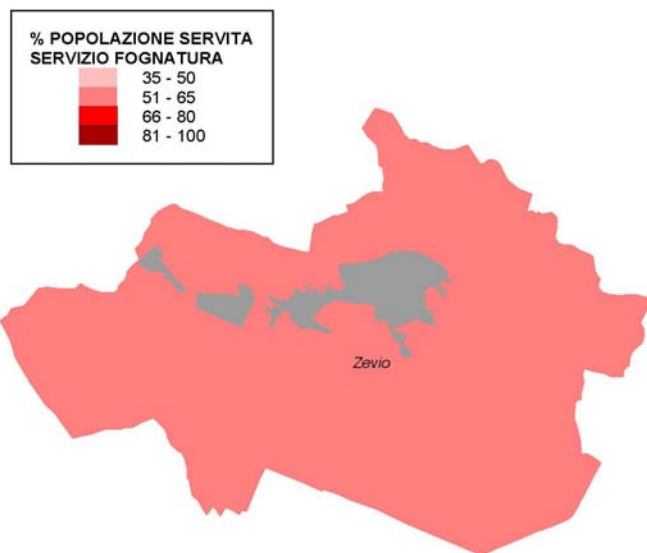 % POPOLAZIONE SERVITA
SERVIZIO FOGNATURA
35 - 50
51 - 65
66 - 80
81 - 100
Zevio